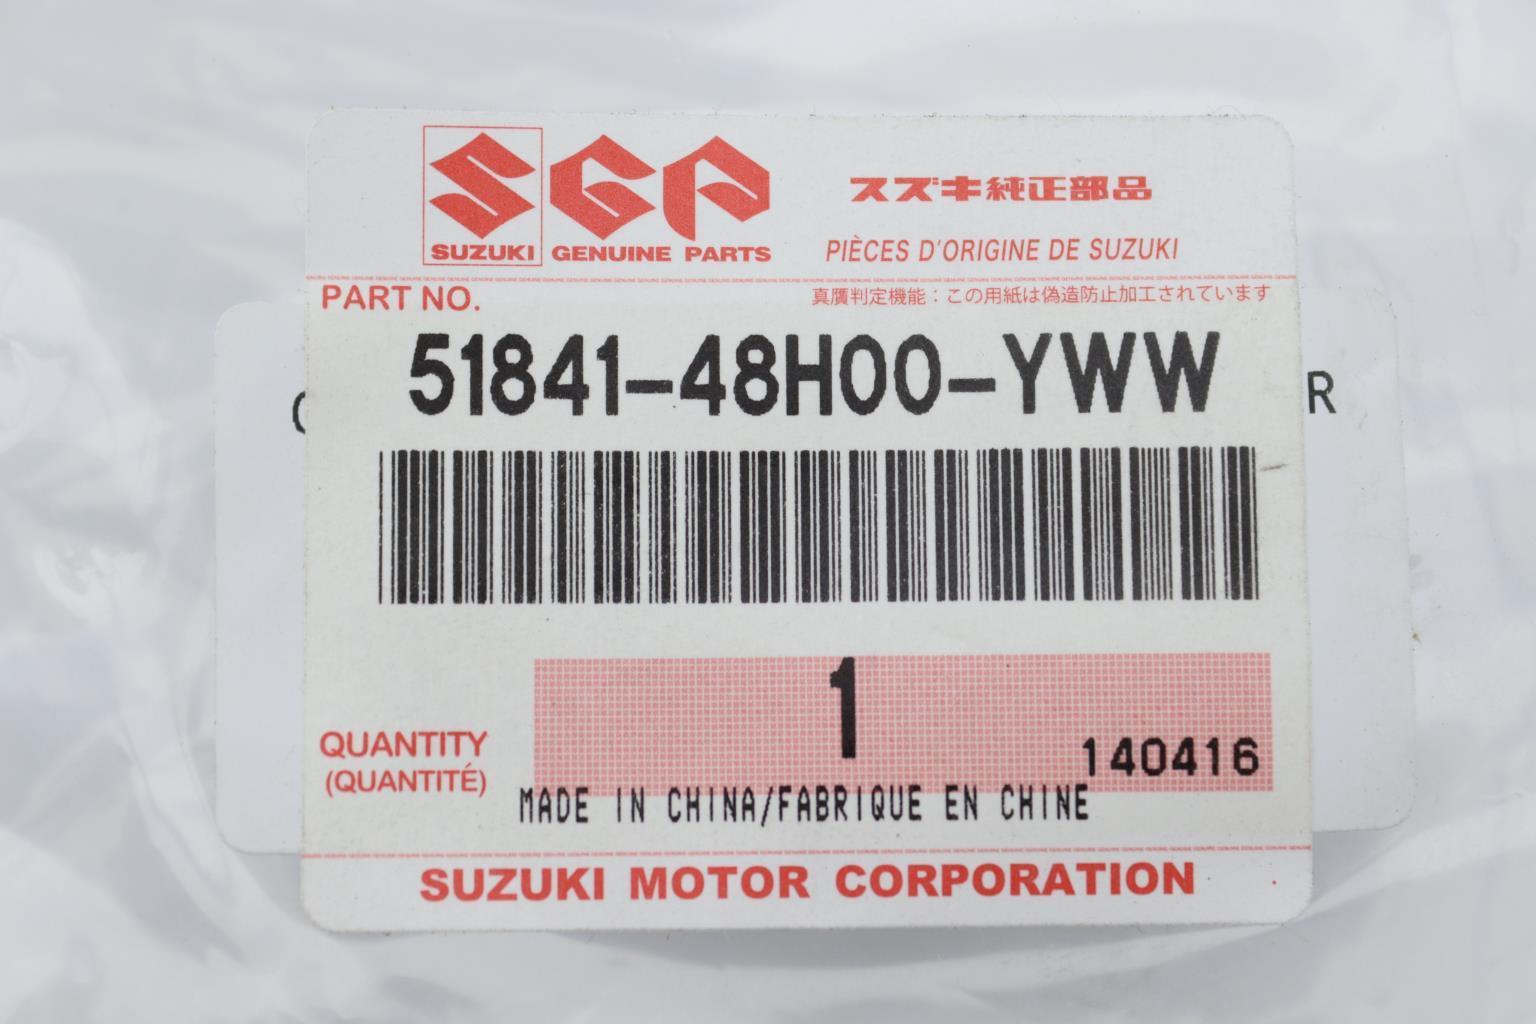 SGP
スズキ純正部品
SUZUKI GENUINE PARTS
PIÈCES D'ORIGINE DE SUZUKI
PART NO.
真贋判定機能：この用紙は偽造防止加工されています
51841-48H00-YWW
R
1
QUANTITY
(QUANTITÉ)
140416
MADE IN CHINA/FABRIQUE EN CHINE
SUZUKI MOTOR CORPORATION